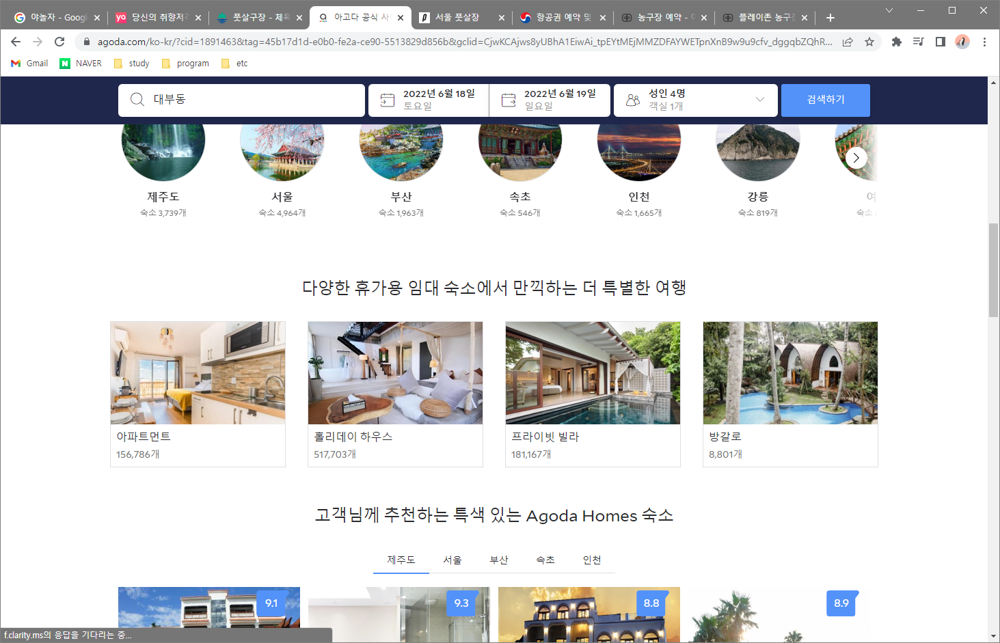 야놀자 - Googl
당신의 취향저격
풋살구장 - 체육
아고다 공식 사
서울 풋살장
항공권 예약 및
농구장 예약 -
플레이존 농구장
agoda.com/ko-kr/?cid=1891463&tag=45b17d1d-e0b0-fe2a-ce90-5513829d856b&gclid=CjwKCAjws8yUBhA1EiwAi_tpEYtMEjMMZDFAYWETpnXnB9w9u9cfv_dggqbZQhR...
Gmail NAVER study program etc
대부동
2022년 6월 18일
토요일
2022년 6월 19일
일요일
성인 4명
객실 1개
검색하기
제주도 서울 부산 속초 인천 강릉 여
숙소 3,739개 숙소 4,964개 숙소 1,963개 숙소 546개 숙소 1,665개 숙소 819개 숙소
다양한 휴가용 임대 숙소에서 만끽하는 더 특별한 여행
아파트먼트 홀리데이 하우스 프라이빗 빌라 방갈로
156,786개 517,703개 181,167개 8,801개
고객님께 추천하는 특색 있는 Agoda Homes 숙소
제주도 서울 부산 속초 인천
9.1 9.3 8.8 8.9
f.clarity.ms의 응답을 기다리는 중...